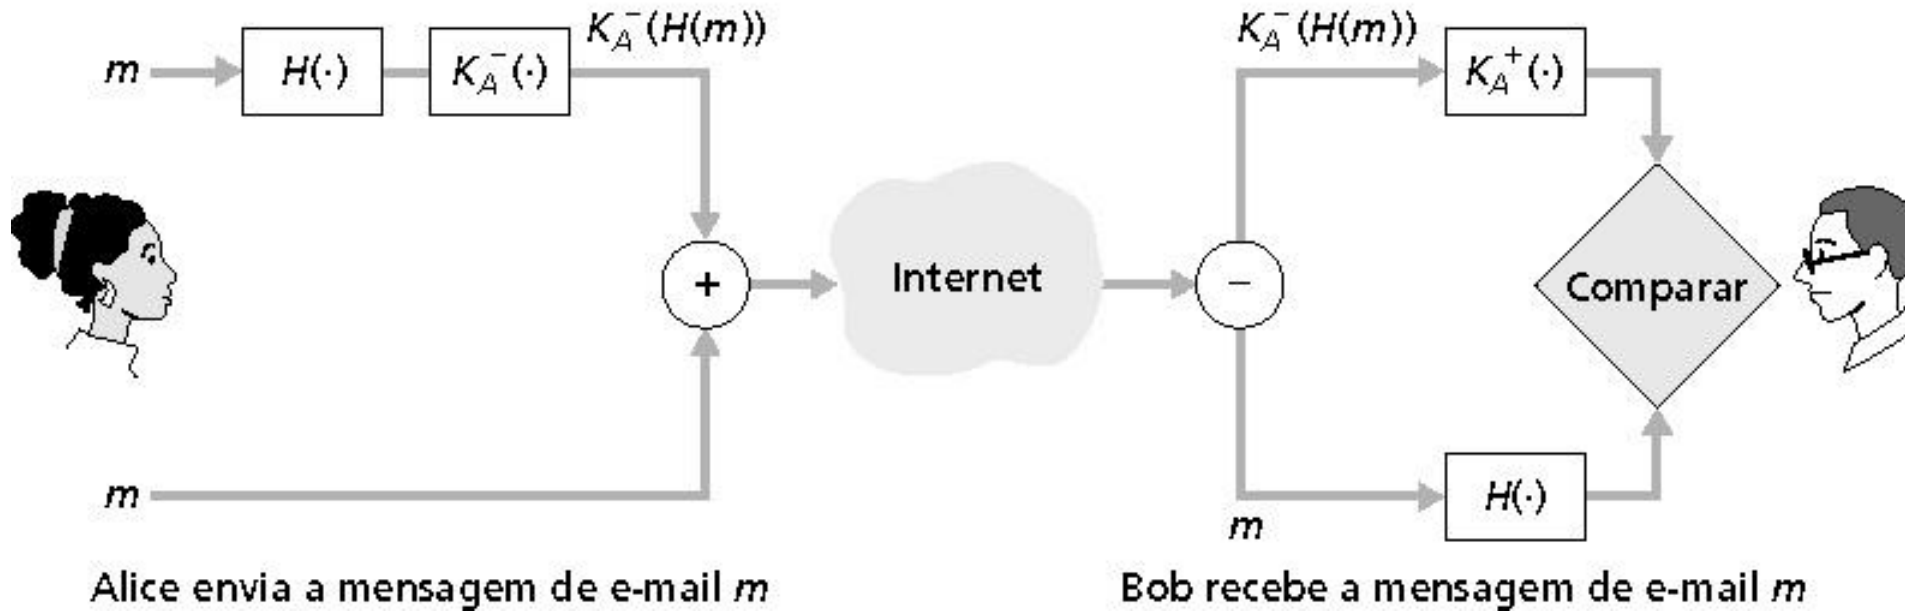 K_A^-(H(m))
K_A^-(H(m))
m
H(·)
K_A^-(·)
K_A^+(·)
+
Internet
−
Comparar
m
m
H(·)
Alice envia a mensagem de e-mail m
Bob recebe a mensagem de e-mail m